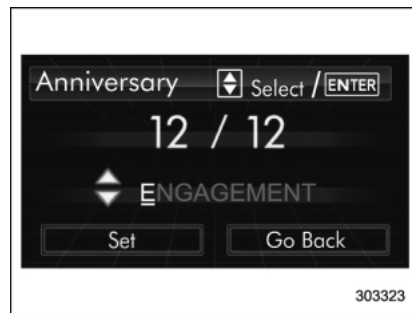 Anniversary Select / ENTER
12 / 12
ENGAGEMENT
Set Go Back
303323